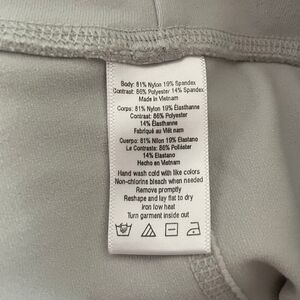 Body: 81% Nylon 19% Spandex
Contrast: 86% Polyester 14% Spandex
Made in Vietnam
Corps: 81% Nylon 19% Élasthanne
Contrast: 86% Polyester
14% Élasthanne
Fabriqué au Viêt nam
Cuerpo: 81% Nilon 19% Elastano
Le Contraste: 86% Poliéster
14% Elastano
Hecho en Vietnam
Hand wash cold with like colors
Non-chlorine bleach when needed
Remove promptly
Reshape and lay flat to dry
Iron low heat
Turn garment inside out